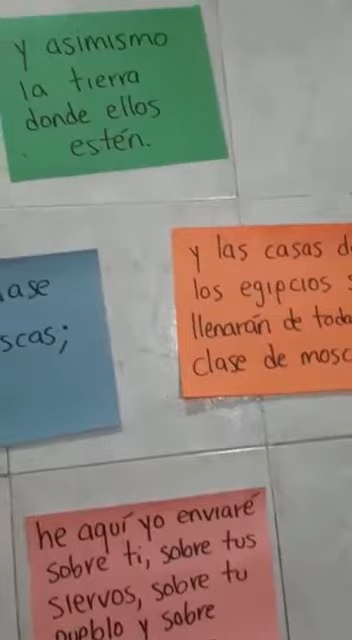 y asimismo
la tierra
donde ellos
estén.
scas;
y las casas
los egipcios
llenarán de toda
clase de
he aquí yo enviaré
sobre ti, sobre tus
siervos, sobre tu
pueblo y sobre